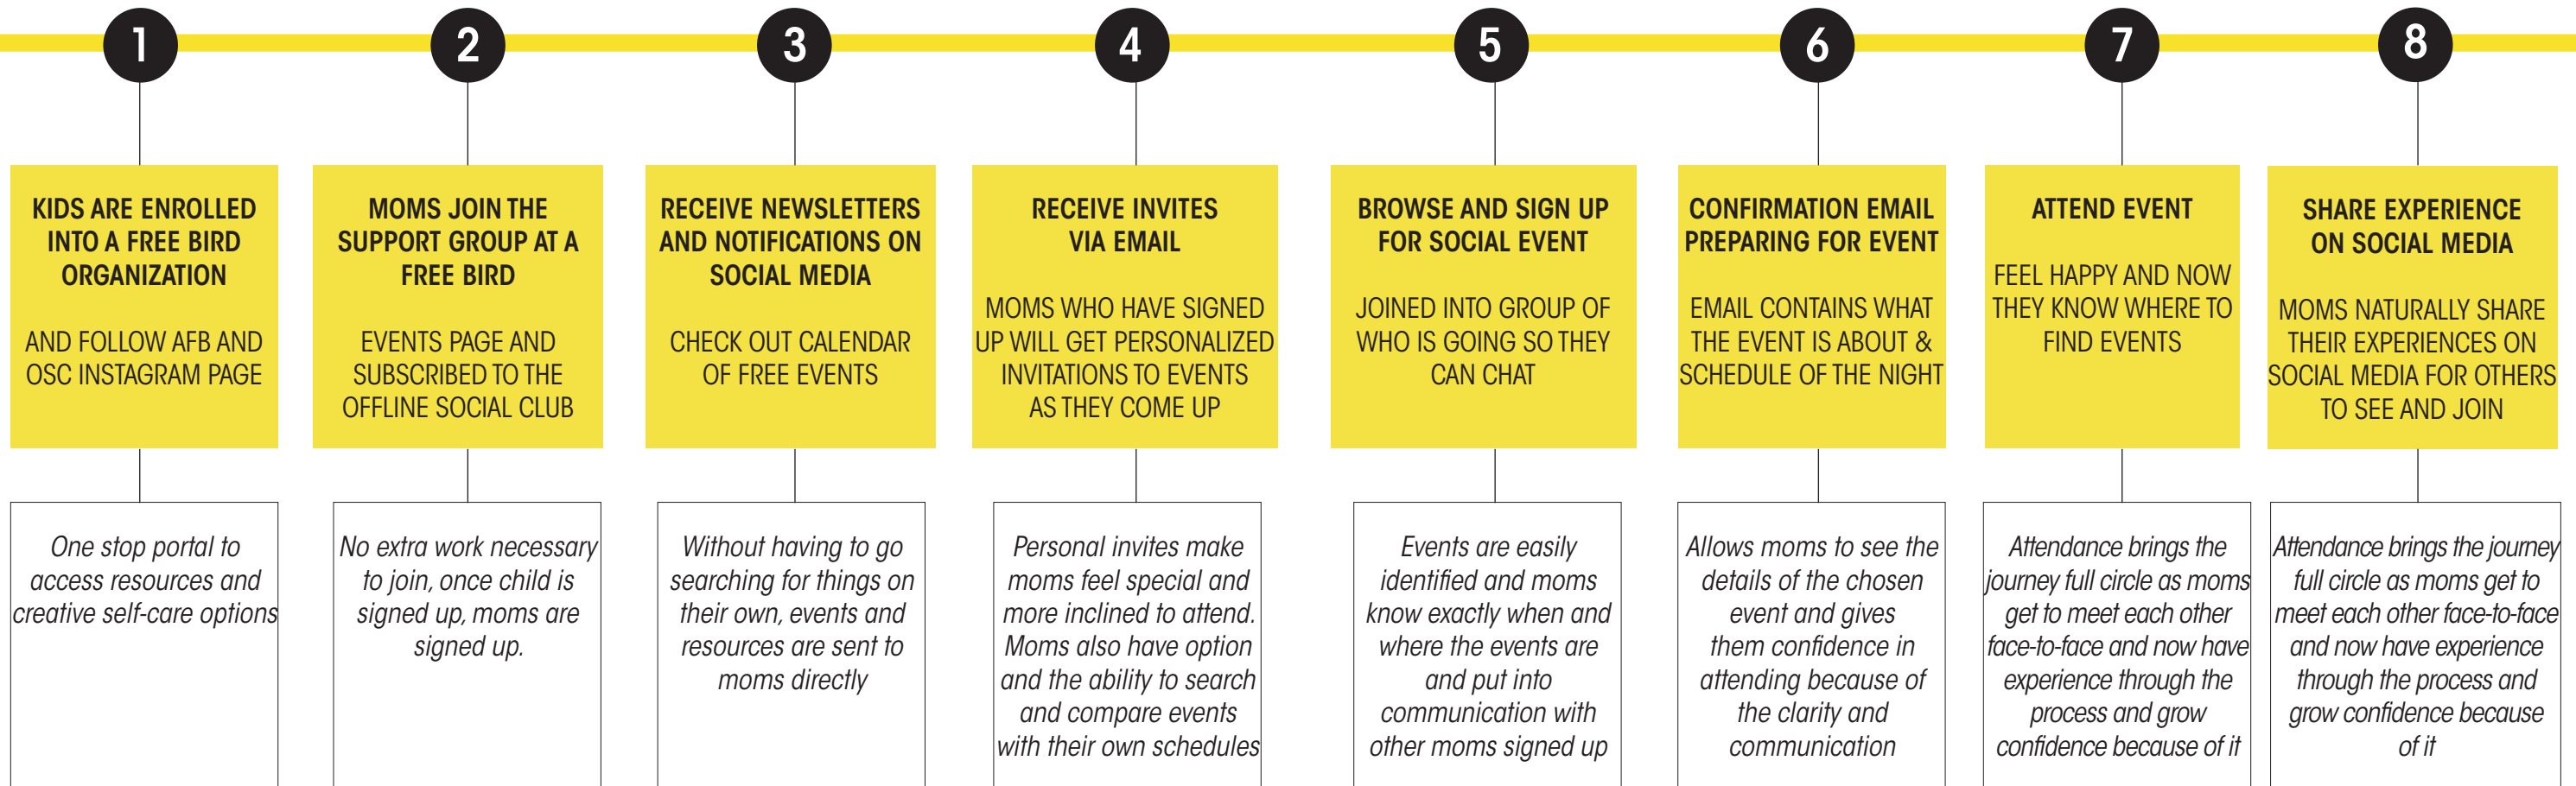 1
2
3
4
5
6
7
8
KIDS ARE ENROLLED
INTO A FREE BIRD
ORGANIZATION
AND FOLLOW AFB AND
OSC INSTAGRAM PAGE
MOMS JOIN THE
SUPPORT GROUP AT A
FREE BIRD
EVENTS PAGE AND
SUBSCRIBED TO THE
OFFLINE SOCIAL CLUB
RECEIVE NEWSLETTERS
AND NOTIFICATIONS ON
SOCIAL MEDIA
CHECK OUT CALENDAR
OF FREE EVENTS
RECEIVE INVITES
VIA EMAIL
MOMS WHO HAVE SIGNED
UP WILL GET PERSONALIZED
INVITATIONS TO EVENTS
AS THEY COME UP
BROWSE AND SIGN UP
FOR SOCIAL EVENT
JOINED INTO GROUP OF
WHO IS GOING SO THEY
CAN CHAT
CONFIRMATION EMAIL
PREPARING FOR EVENT
EMAIL CONTAINS WHAT
THE EVENT IS ABOUT &
SCHEDULE OF THE NIGHT
ATTEND EVENT
FEEL HAPPY AND NOW
THEY KNOW WHERE TO
FIND EVENTS
SHARE EXPERIENCE
ON SOCIAL MEDIA
MOMS NATURALLY SHARE
THEIR EXPERIENCES ON
SOCIAL MEDIA FOR OTHERS
TO SEE AND JOIN
One stop portal to
access resources and
creative self-care options
No extra work necessary
to join, once child is
signed up, moms are
signed up.
Without having to go
searching for things on
their own, events and
resources are sent to
moms directly
Personal invites make
moms feel special and
more inclined to attend.
Moms also have option
and the ability to search
and compare events
with their own schedules
Events are easily
identified and moms
know exactly when and
where the events are
and put into
communication with
other moms signed up
Allows moms to see the
details of the chosen
event and gives
them confidence in
attending because of
the clarity and
communication
Attendance brings the
journey full circle as moms
get to meet each other
face-to-face and now have
experience through the
process and grow
confidence because of it
Attendance brings the journey
full circle as moms get to
meet each other face-to-face
and now have experience
through the process and
grow confidence because
of it